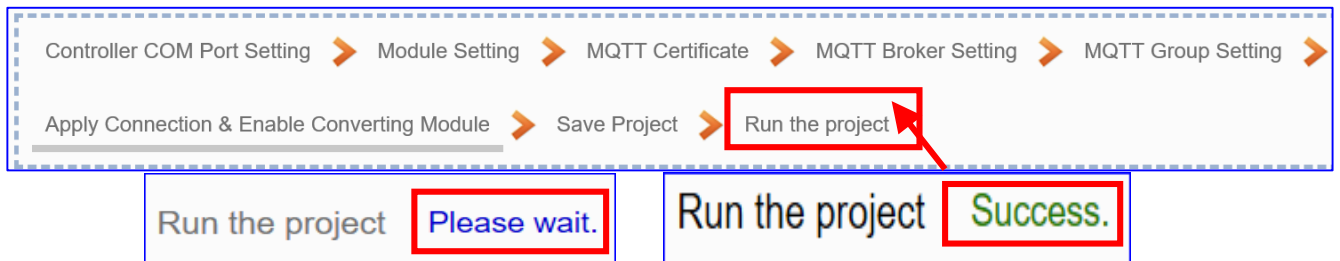 Controller COM Port Setting Module Setting MQTT Certificate MQTT Broker Setting MQTT Group Setting
Apply Connection & Enable Converting Module Save Project Run the project
Run the project Please wait.
Run the project Success.